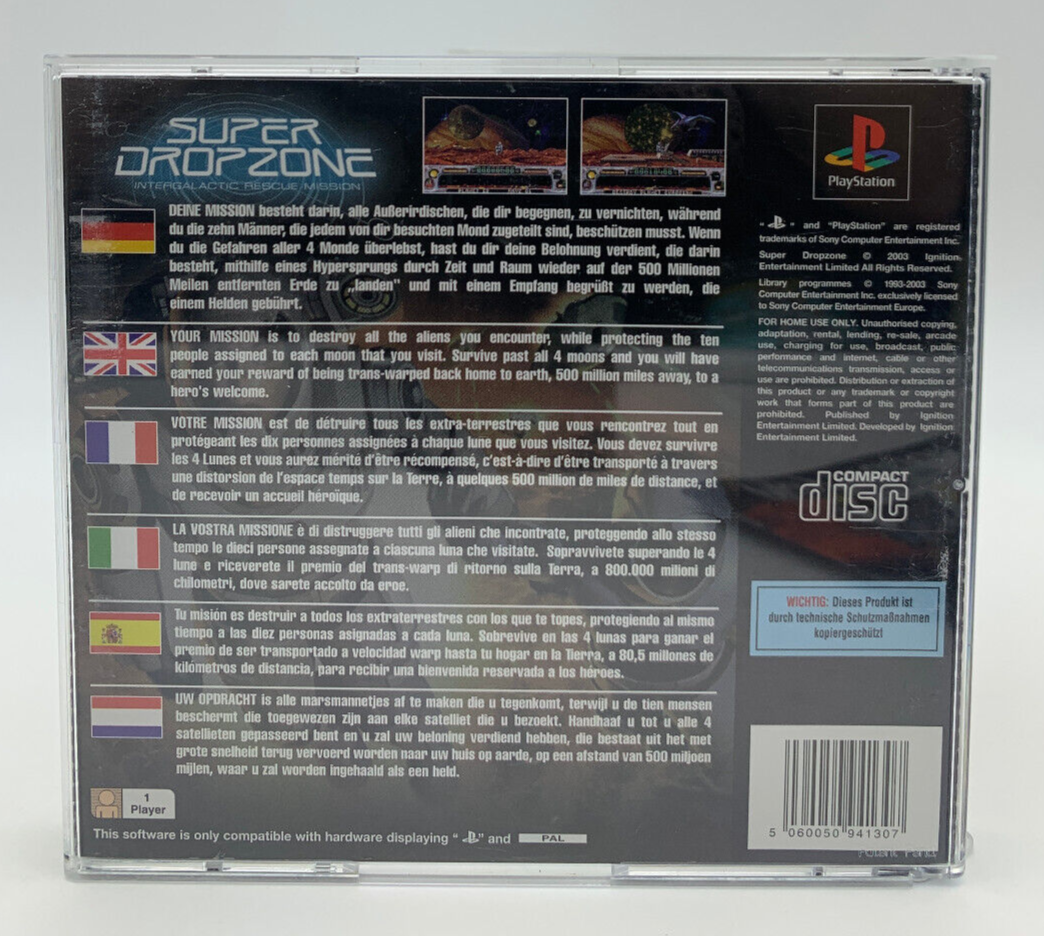 SUPER
DROPZONE
INTERGALACTIC RESCUE MISSION
DEINE MISSION besteht darin, alle Außerirdischen, die dir begegnen, zu vernichten, während
du die zehn Männer, die jedem von dir besuchten Mond zugeteilt sind, beschützen musst. Wenn
du die Gefahren aller 4 Monde überlebst, hast du dir deine Belohnung verdient, die darin
besteht, mithilfe eines Hypersprungs durch Zeit und Raum wieder auf der 500 Millionen
Meilen entfernten Erde zu „landen" und mit einem Empfang begrüßt zu werden, die
einem Helden gebührt.
YOUR MISSION is to destroy all the aliens you encounter, while protecting the ten
people assigned to each moon that you visit. Survive past all 4 moons and you will have
earned your reward of being trans-warped back home to earth, 500 million miles away, to a
hero's welcome.
VOTRE MISSION est de détruire tous les extra-terrestres que vous rencontrez tout en
protégeant les dix personnes assignées à chaque lune que vous visitez. Vous devez survivre
les 4 Lunes et vous aurez mérité d'être récompensé, c'est-à-dire d'être transporté à travers
une distorsion de l'espace temps sur la Terre, à quelques 500 million de miles de distance, et
de recevoir un accueil héroïque.
LA VOSTRA MISSIONE è di distruggere tutti gli alieni che incontrate, proteggendo allo stesso
tempo le dieci persone assegnate a ciascuna luna che visitate. Sopravvivete superando le 4
lune e riceverete il premio del trans-warp di ritorno sulla Terra, a 800.000 milioni di
chilometri, dove sarete accolto da eroe.
Tu misión es destruir a todos los extraterrestres con los que te topes, protegiendo al mismo
tiempo a las diez personas asignadas a cada luna. Sobrevive en las 4 lunas para ganar el
premio de ser transportado a velocidad warp hasta tu hogar en la Tierra, a 80,5 millones de
kilómetros de distancia, para recibir una bienvenida reservada a los héroes.
UW OPDRACHT is alle marsmannetjes af te maken die u tegenkomt, terwijl u de tien mensen
beschermt die toegewezen zijn aan elke satelliet die u bezoekt. Handhaaf u tot u alle 4
satellieten gepasseerd bent en u zal uw beloning verdiend hebben, die bestaat uit het met
grote snelheid terug vervoerd worden naar uw huis op aarde, op een afstand van 500 miljoen
mijlen, waar u zal worden ingehaald als een held.
1
Player
This software is only compatible with hardware displaying " " and PAL
PlayStation
" " and "PlayStation" are registered
trademarks of Sony Computer Entertainment Inc.
Super Dropzone © 2003 Ignition
Entertainment Limited All Rights Reserved.
Library programmes © 1993-2003 Sony
Computer Entertainment Inc. exclusively licensed
to Sony Computer Entertainment Europe.
FOR HOME USE ONLY. Unauthorised copying,
adaptation, rental, lending, re-sale, arcade
use, charging for use, broadcast, public
performance and internet, cable or other
telecommunications transmission, access or
use are prohibited. Distribution or extraction of
this product or any trademark or copyright
work that forms part of this product are
prohibited. Published by Ignition
Entertainment Limited. Developed by Ignition
Entertainment Limited.
COMPACT
disc
WICHTIG: Dieses Produkt ist
durch technische Schulzmaßnahmen
kopiergeschützt
5 060050 941307